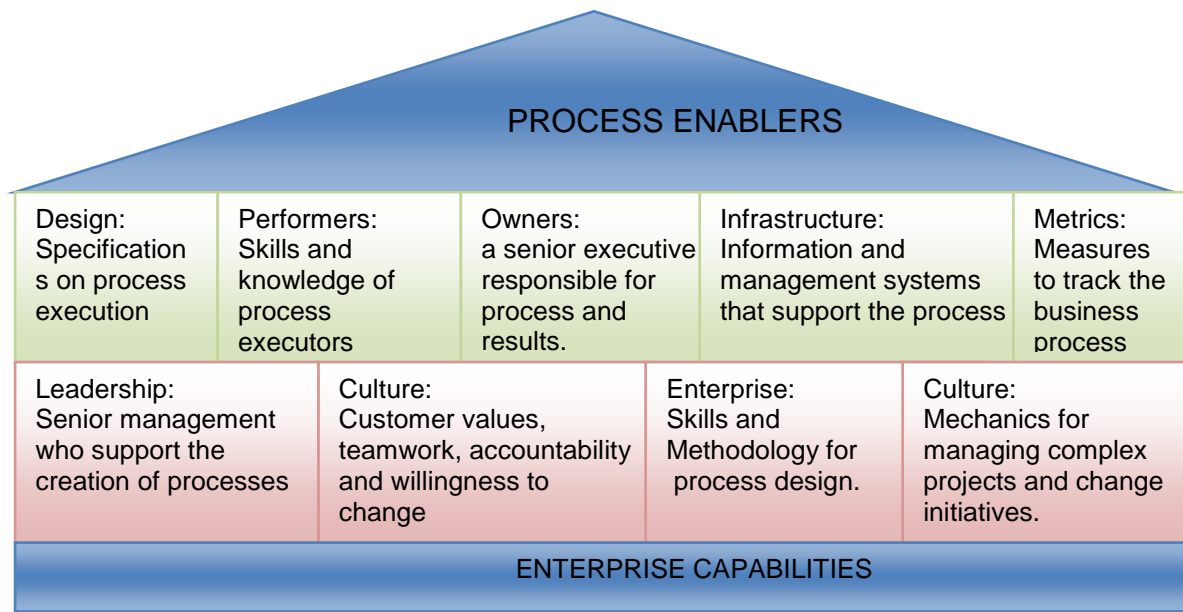 PROCESS ENABLERS
Design:
Specification
s on process
execution
Performers:
Skills and
knowledge of
process
executors
Owners:
a senior executive
responsible for
process and
results.
Infrastructure:
Information and
management systems
that support the process
Metrics:
Measures
to track the
business
process
Leadership:
Senior management
who support the
creation of processes
Culture:
Customer values,
teamwork, accountability
and willingness to
change
Enterprise:
Skills and
Methodology for
process design.
Culture:
Mechanics for
managing complex
projects and change
initiatives.
ENTERPRISE CAPABILITIES